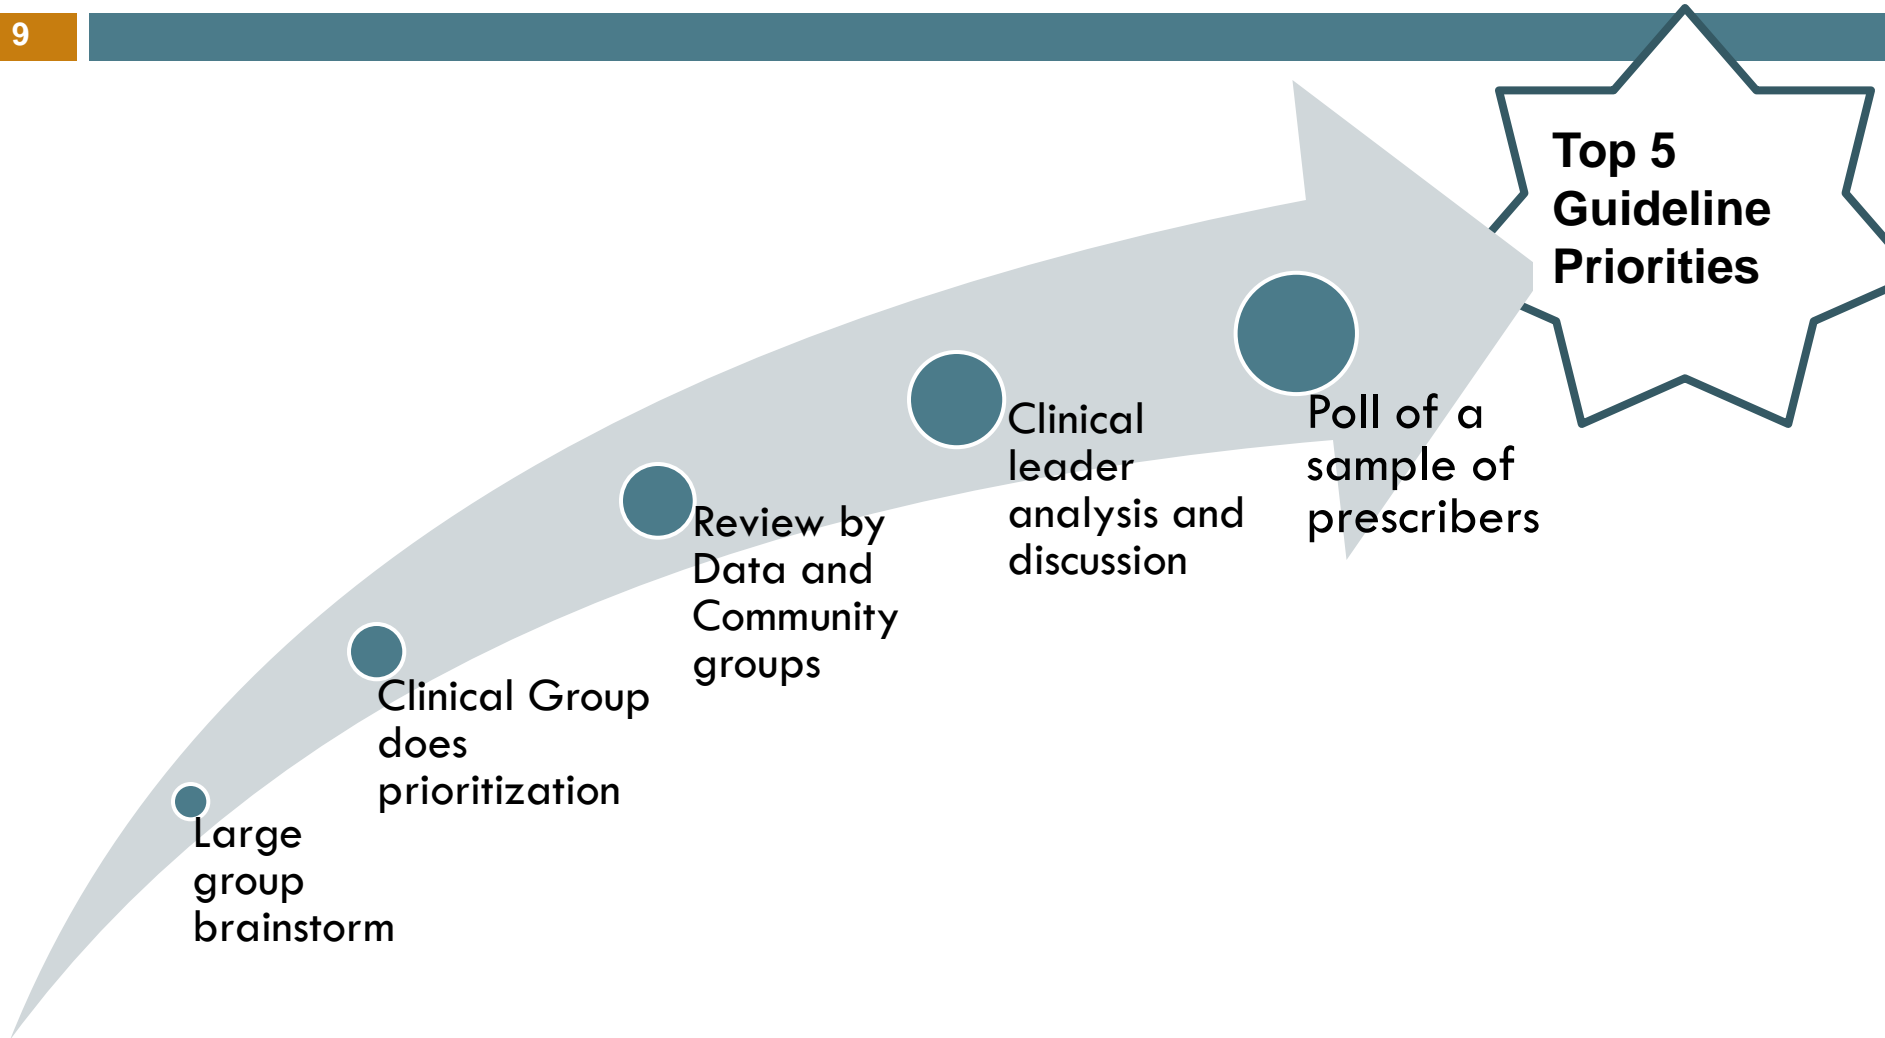 9
Top 5
Guideline
Priorities
Poll of a
sample of
prescribers
Clinical
leader
analysis and
discussion
Review by
Data and
Community
groups
Clinical Group
does
prioritization
Large
group
brainstorm